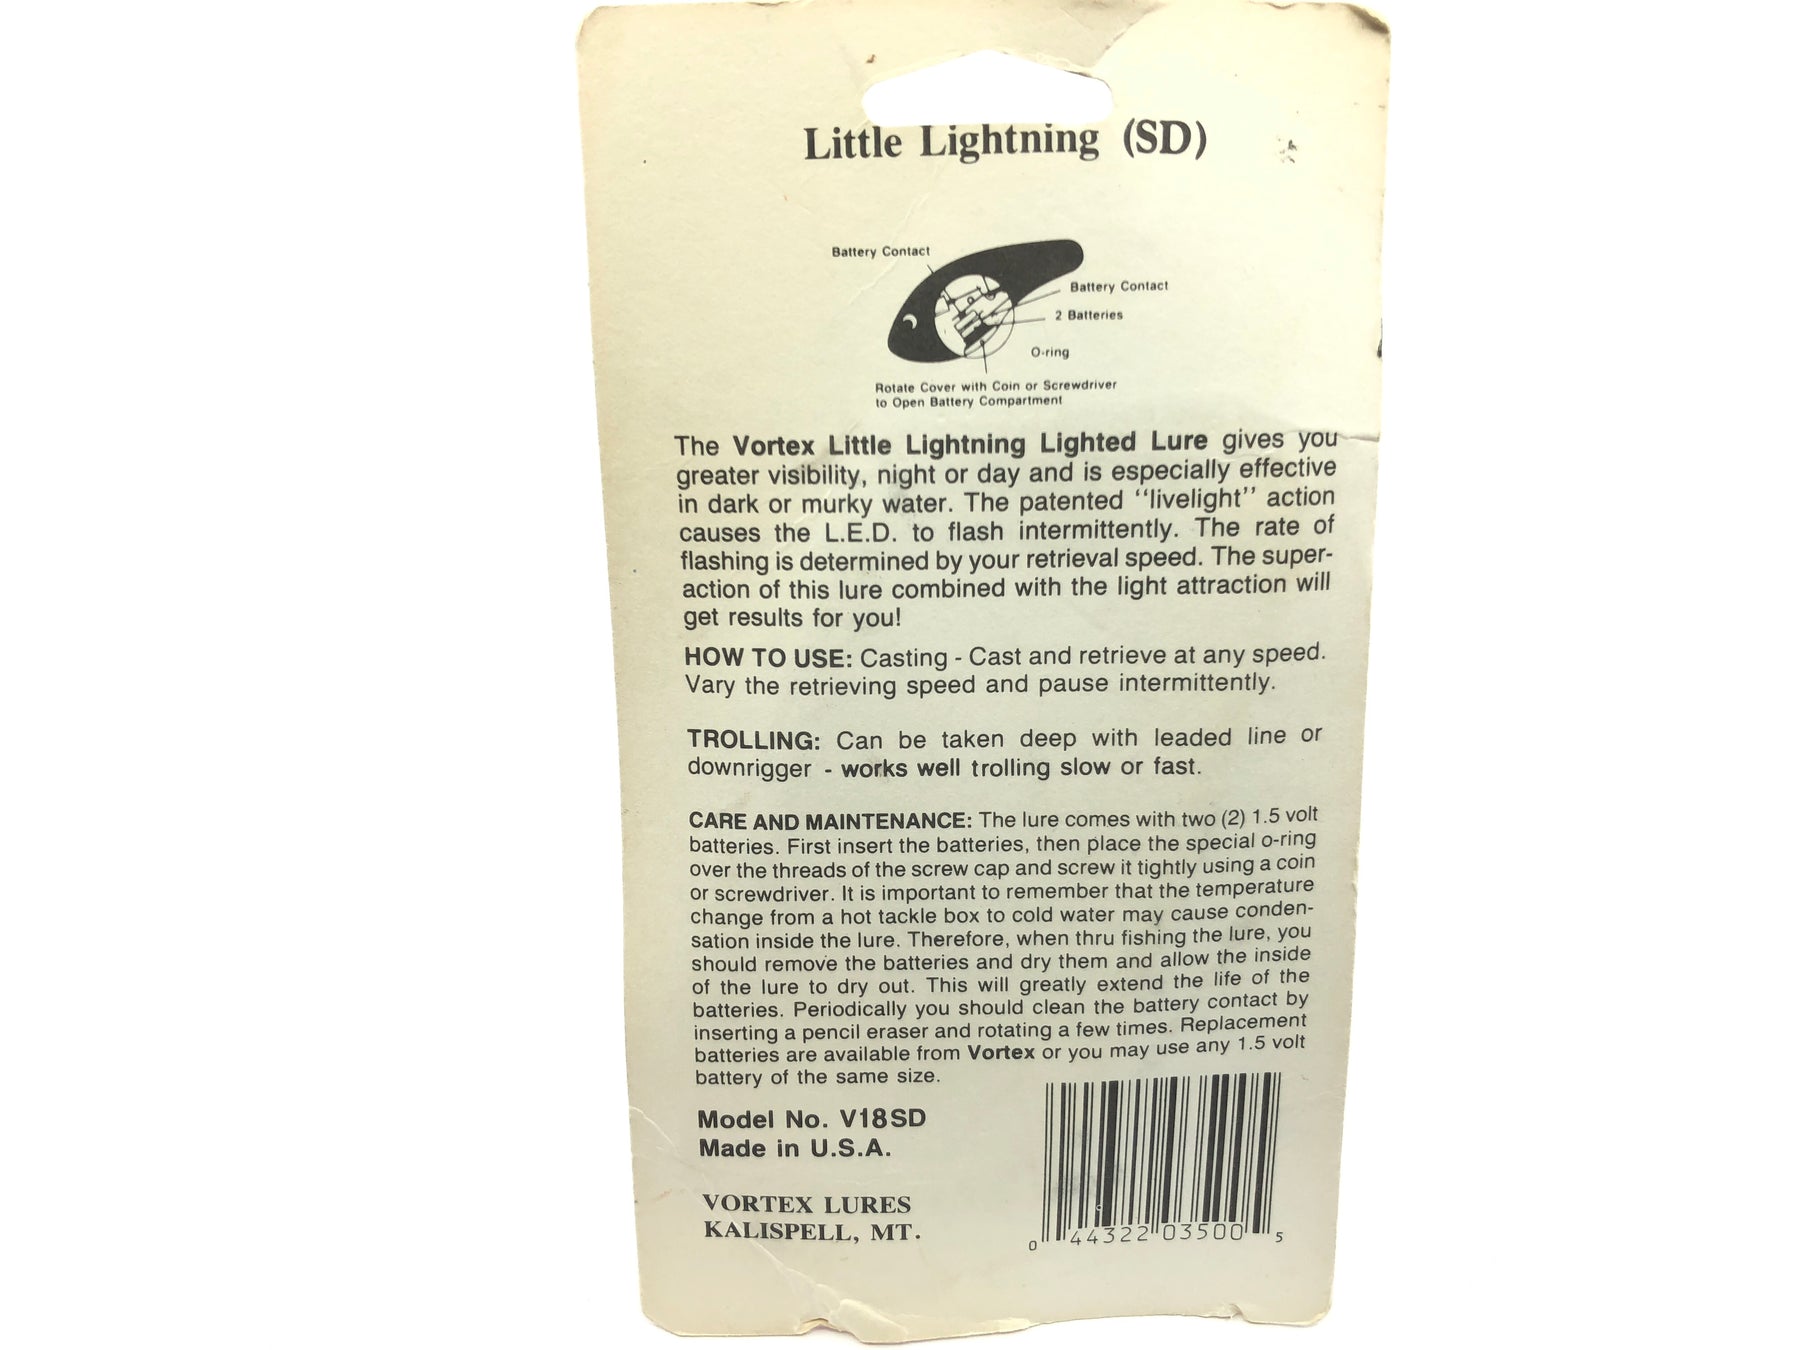 Little Lightning (SD)
Battery Contact
Battery Contact
2 Batteries
O-ring
Rotate Cover with Coin or Screwdriver
to Open Battery Compartment
The Vortex Little Lightning Lighted Lure gives you
greater visibility, night or day and is especially effective
in dark or murky water. The patented ‘‘livelight’’ action
causes the L.E.D. to flash intermittently. The rate of
flashing is determined by your retrieval speed. The super-
action of this lure combined with the light attraction will
get results for you!
HOW TO USE: Casting - Cast and retrieve at any speed.
Vary the retrieving speed and pause intermittently.
TROLLING: Can be taken deep with leaded line or
downrigger - works well trolling slow or fast.
CARE AND MAINTENANCE: The lure comes with two (2) 1.5 volt
batteries. First insert the batteries, then place the special o-ring
over the threads of the screw cap and screw it tightly using a coin
or screwdriver. It is important to remember that the temperature
change from a hot tackle box to cold water may cause conden-
sation inside the lure. Therefore, when thru fishing the lure, you
should remove the batteries and dry them and allow the inside
of the lure to dry out. This will greatly extend the life of the
batteries. Periodically you should clean the battery contact by
inserting a pencil eraser and rotating a few times. Replacement
batteries are available from Vortex or you may use any 1.5 volt
battery of the same size.
Model No. V18SD
Made in U.S.A.
VORTEX LURES
KALISPELL, MT.
0 44322 03500 5